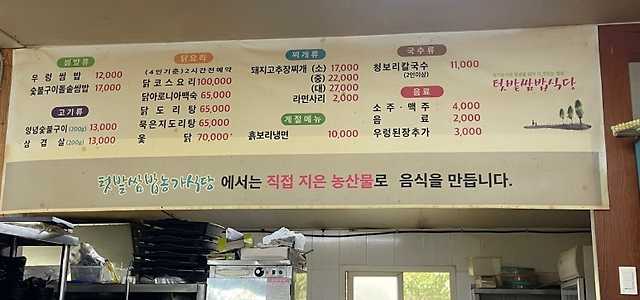 쌈밥류
우렁쌈밥 12,000
숯불구이돌솥쌈밥 17,000
고기류
양념숯불구이(200g) 13,000
삼겹살(200g) 13,000
닭요리
(4인기준)2시간전예약
닭코스요리 100,000
닭아로니아백숙 65,000
닭도리탕 65,000
묵은지도리탕 65,000
옻닭 70,000
찌개류
돼지고추장찌개 (소) 17,000
(중) 22,000
(대) 27,000
라면사리 2,000
계절메뉴
흙보리냉면 10,000
국수류
청보리칼국수 11,000
(2인이상)
음료
소주·맥주 4,000
음료 2,000
우렁된장추가 3,000
텃밭쌈밥식당
텃밭쌈밥농가식당 에서는 직접 지은 농산물로 음식을 만듭니다.